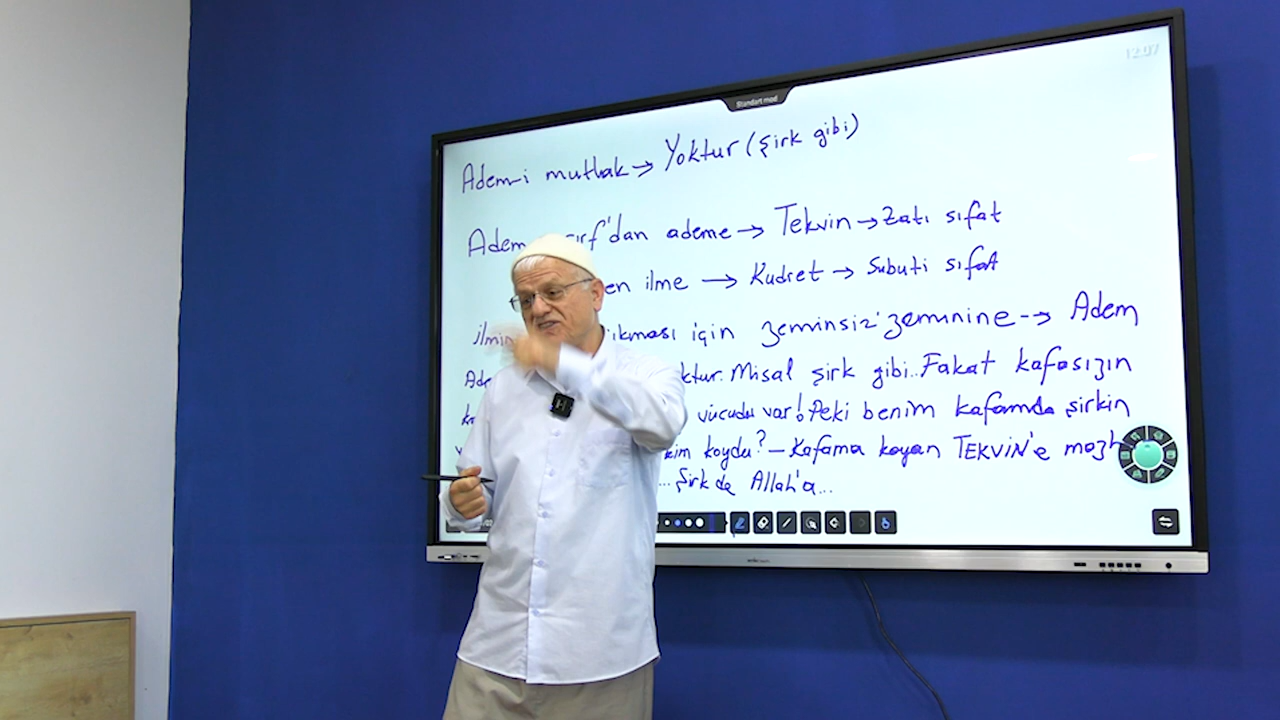 12:07
Standart mod
Adem-i mutlak → Yoktur (şirk gibi)
Adem sırf'dan ademe → Tekvin → Zatı sıfat
en ilme → Kudret → Subuti sıfat
ilmin ıkması için zeminsiz zeminine → Adem
Ade ktur. Misal şirk gibi.. Fakat kafasızın
vücudu var! Peki benim kafamda şirkin
kim koydu? - Kafama koyan TEKVİN'e mazh
... Şirk de Allah'a...